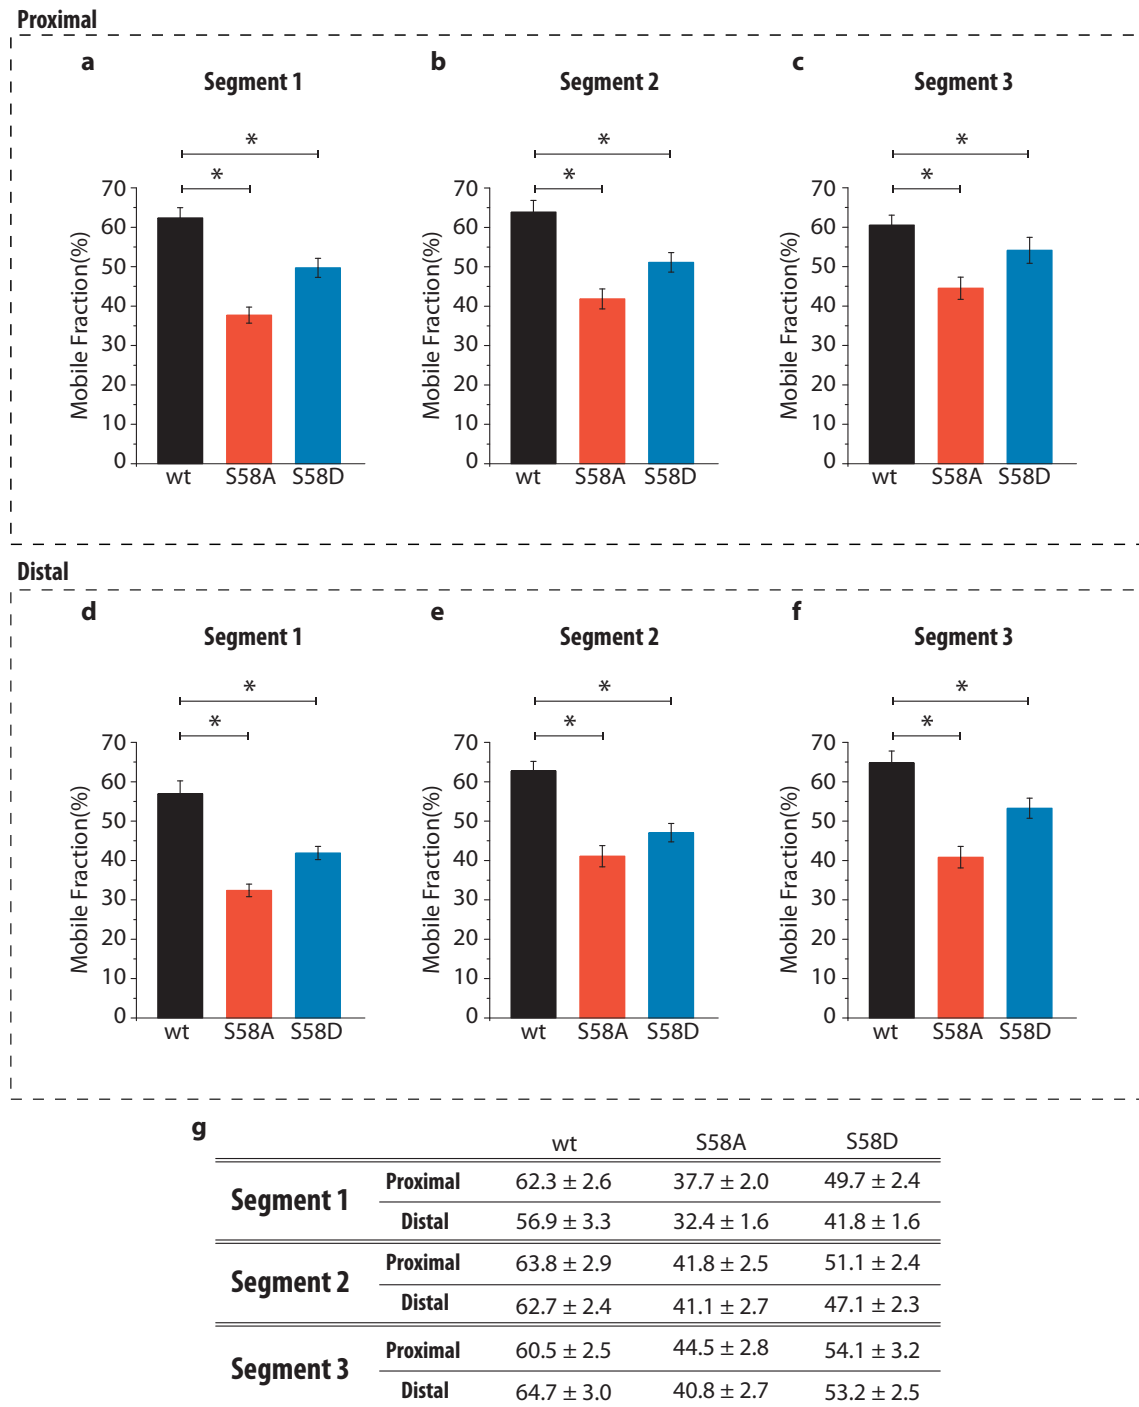 Proximal
a
Segment 1
*
*
Mobile Fraction(%)
70
60
50
40
30
20
10
0
wt S58A S58D
b
Segment 2
*
*
Mobile Fraction(%)
70
60
50
40
30
20
10
0
wt S58A S58D
c
Segment 3
*
*
Mobile Fraction(%)
70
60
50
40
30
20
10
0
wt S58A S58D
Distal
d
Segment 1
*
*
Mobile Fraction(%)
70
60
50
40
30
20
10
0
wt S58A S58D
e
Segment 2
*
*
Mobile Fraction(%)
70
60
50
40
30
20
10
0
wt S58A S58D
f
Segment 3
*
*
Mobile Fraction(%)
70
60
50
40
30
20
10
0
wt S58A S58D
g
wt S58A S58D
Segment 1
Proximal 62.3 ± 2.6 37.7 ± 2.0 49.7 ± 2.4
Distal 56.9 ± 3.3 32.4 ± 1.6 41.8 ± 1.6
Segment 2
Proximal 63.8 ± 2.9 41.8 ± 2.5 51.1 ± 2.4
Distal 62.7 ± 2.4 41.1 ± 2.7 47.1 ± 2.3
Segment 3
Proximal 60.5 ± 2.5 44.5 ± 2.8 54.1 ± 3.2
Distal 64.7 ± 3.0 40.8 ± 2.7 53.2 ± 2.5